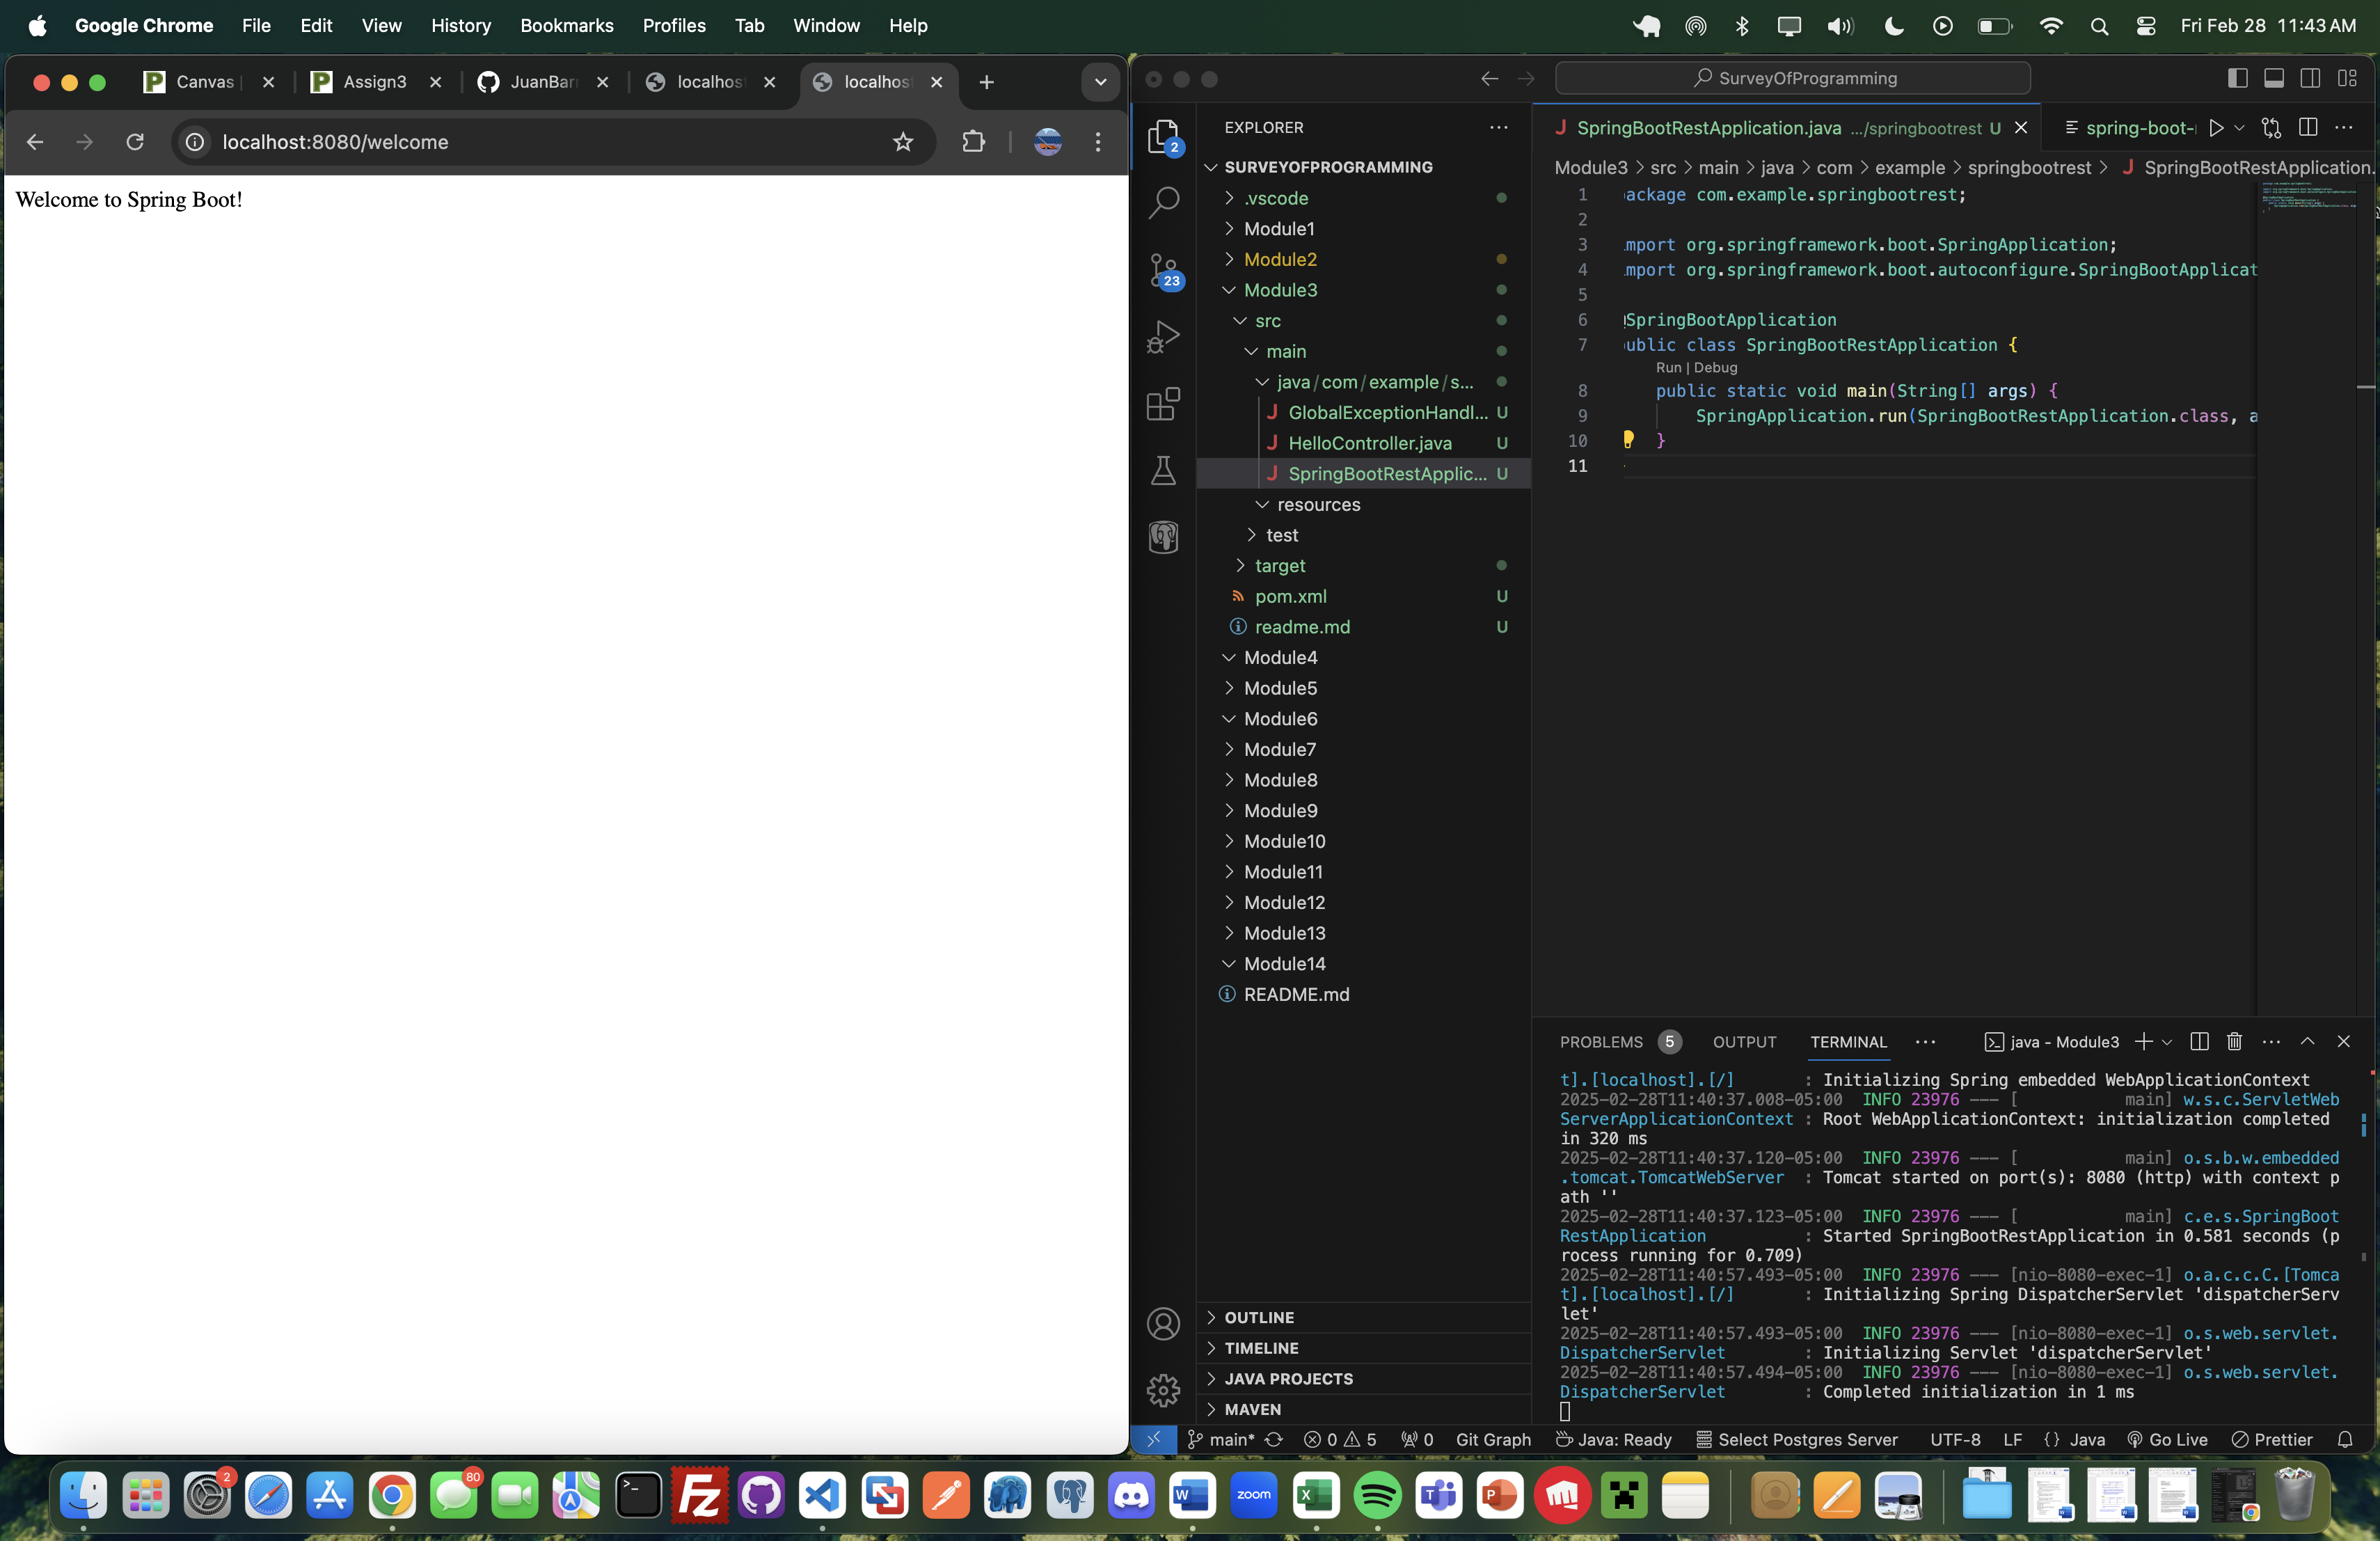 Google Chrome File Edit View History Bookmarks Profiles Tab Window Help Fri Feb 28 11:43 AM
Canvas Assign3 JuanBarr localhost localhost
localhost:8080/welcome
Welcome to Spring Boot!
SurveyOfProgramming
EXPLORER
2
23
SURVEYOFPROGRAMMING
.vscode
Module1
Module2
Module3
src
main
java/com/example/s...
GlobalExceptionHandl... U
HelloController.java U
SpringBootRestApplic... U
resources
test
target
pom.xml U
readme.md U
Module4
Module5
Module6
Module7
Module8
Module9
Module10
Module11
Module12
Module13
Module14
README.md
OUTLINE
TIMELINE
JAVA PROJECTS
MAVEN
SpringBootRestApplication.java .../springbootrest U spring-boot-
Module3 > src > main > java > com > example > springbootrest > SpringBootRestApplication.
1 ackage com.example.springbootrest;
2
3 mport org.springframework.boot.SpringApplication;
4 mport org.springframework.boot.autoconfigure.SpringBootApplicat
5
6 SpringBootApplication
7 ublic class SpringBootRestApplication {
Run | Debug
8 public static void main(String[] args) {
9 SpringApplication.run(SpringBootRestApplication.class, a
10 }
11
PROBLEMS 5 OUTPUT TERMINAL ... java - Module3
t].[localhost].[/] : Initializing Spring embedded WebApplicationContext
2025-02-28T11:40:37.008-05:00 INFO 23976 --- [ main] w.s.c.ServletWeb
ServerApplicationContext : Root WebApplicationContext: initialization completed
in 320 ms
2025-02-28T11:40:37.120-05:00 INFO 23976 --- [ main] o.s.b.w.embedded
.tomcat.TomcatWebServer : Tomcat started on port(s): 8080 (http) with context p
ath ''
2025-02-28T11:40:37.123-05:00 INFO 23976 --- [ main] c.e.s.SpringBoot
RestApplication : Started SpringBootRestApplication in 0.581 seconds (p
rocess running for 0.709)
2025-02-28T11:40:57.493-05:00 INFO 23976 --- [nio-8080-exec-1] o.a.c.c.C.[Tomca
t].[localhost].[/] : Initializing Spring DispatcherServlet 'dispatcherServ
let'
2025-02-28T11:40:57.493-05:00 INFO 23976 --- [nio-8080-exec-1] o.s.web.servlet.
DispatcherServlet : Initializing Servlet 'dispatcherServlet'
2025-02-28T11:40:57.494-05:00 INFO 23976 --- [nio-8080-exec-1] o.s.web.servlet.
DispatcherServlet : Completed initialization in 1 ms
main* 0 5 0 Git Graph Java: Ready Select Postgres Server UTF-8 LF {} Java Go Live Prettier
2 80 zoom